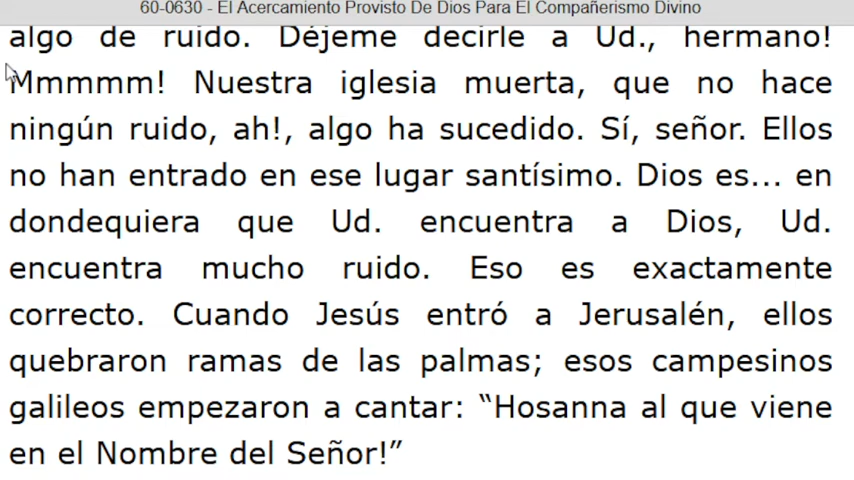 60-0630 - El Acercamiento Provisto De Dios Para El Compañerismo Divino
algo de ruido. Déjeme decirle a Ud., hermano!
Mmmmm! Nuestra iglesia muerta, que no hace
ningún ruido, ah!, algo ha sucedido. Sí, señor. Ellos
no han entrado en ese lugar santísimo. Dios es... en
dondequiera que Ud. encuentra a Dios, Ud.
encuentra mucho ruido. Eso es exactamente
correcto. Cuando Jesús entró a Jerusalén, ellos
quebraron ramas de las palmas; esos campesinos
galileos empezaron a cantar: “Hosanna al que viene
en el Nombre del Señor!”